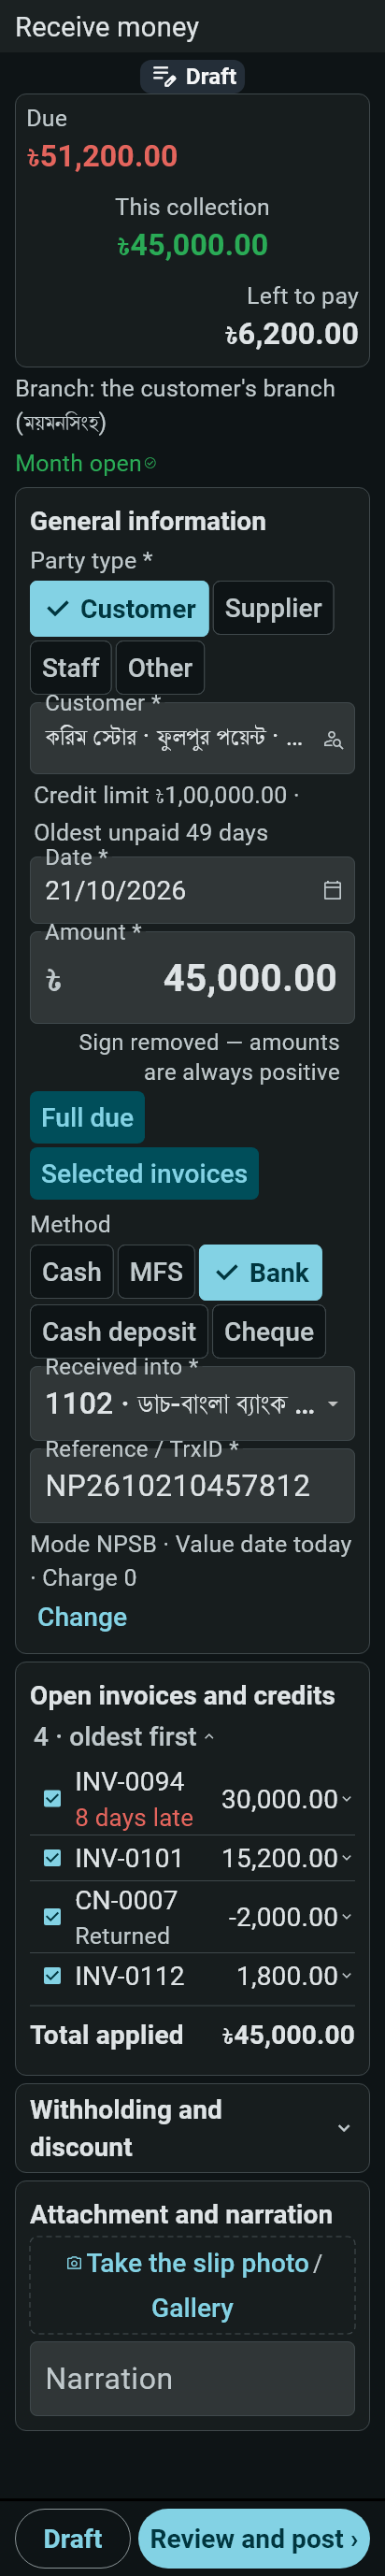 Receive money
Draft
Due
৳51,200.00
This collection
৳45,000.00
Left to pay
৳6,200.00
Branch: the customer's branch
(ময়মনসিংহ)
Month open
General information
Party type *
Customer
Supplier
Staff
Other
Customer *
করিম স্টোর · ফুলপুর পয়েন্ট · ...
Credit limit ৳1,00,000.00 ·
Oldest unpaid 49 days
Date *
21/10/2026
Amount *
৳ 45,000.00
Sign removed — amounts
are always positive
Full due
Selected invoices
Method
Cash
MFS
Bank
Cash deposit
Cheque
Received into *
1102 · ডাচ-বাংলা ব্যাংক ...
Reference / TrxID *
NP2610210457812
Mode NPSB · Value date today
· Charge 0
Change
Open invoices and credits
4 · oldest first
INV-0094 30,000.00
8 days late
INV-0101 15,200.00
CN-0007 -2,000.00
Returned
INV-0112 1,800.00
Total applied ৳45,000.00
Withholding and
discount
Attachment and narration
Take the slip photo /
Gallery
Narration
Draft
Review and post ›